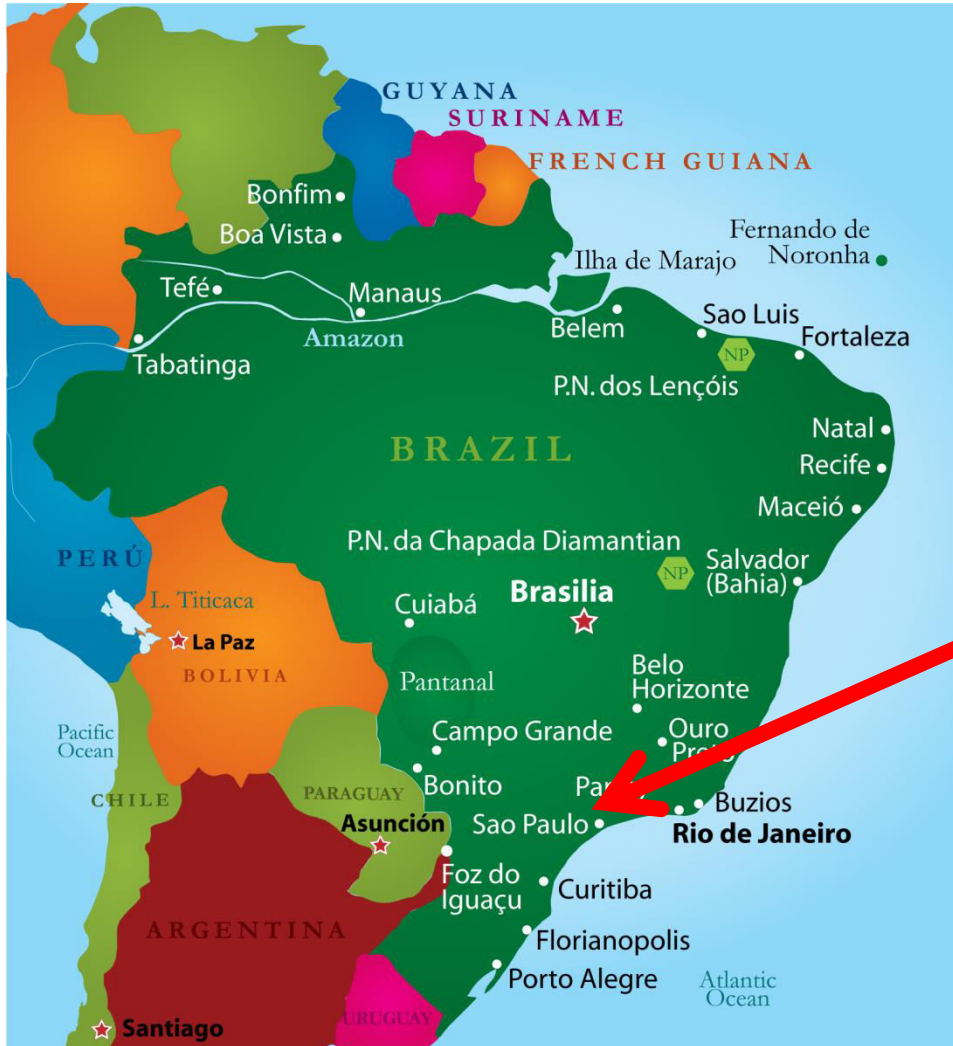 GUYANA
SURINAME
FRENCH GUIANA
Bonfim
Boa Vista
Fernando de
Noronha
Ilha de Marajo
Tefé
Manaus
Belem
Sao Luis
Fortaleza
Amazon
Tabatinga
NP
P.N. dos Lençóis
BRAZIL
Natal
Recife
Maceió
P.N. da Chapada Diamantian
NP
Salvador
(Bahia)
PERÚ
L. Titicaca
Cuiabá
Brasilia
La Paz
BOLIVIA
Pantanal
Belo
Horizonte
Pacific
Ocean
Campo Grande
Ouro
Bonito
CHILE
PARAGUAY
Buzios
Asunción
Sao Paulo
Rio de Janeiro
Foz do
Iguaçu
Curitiba
ARGENTINA
Florianopolis
Porto Alegre
Atlantic
Ocean
URUGUAY
Santiago